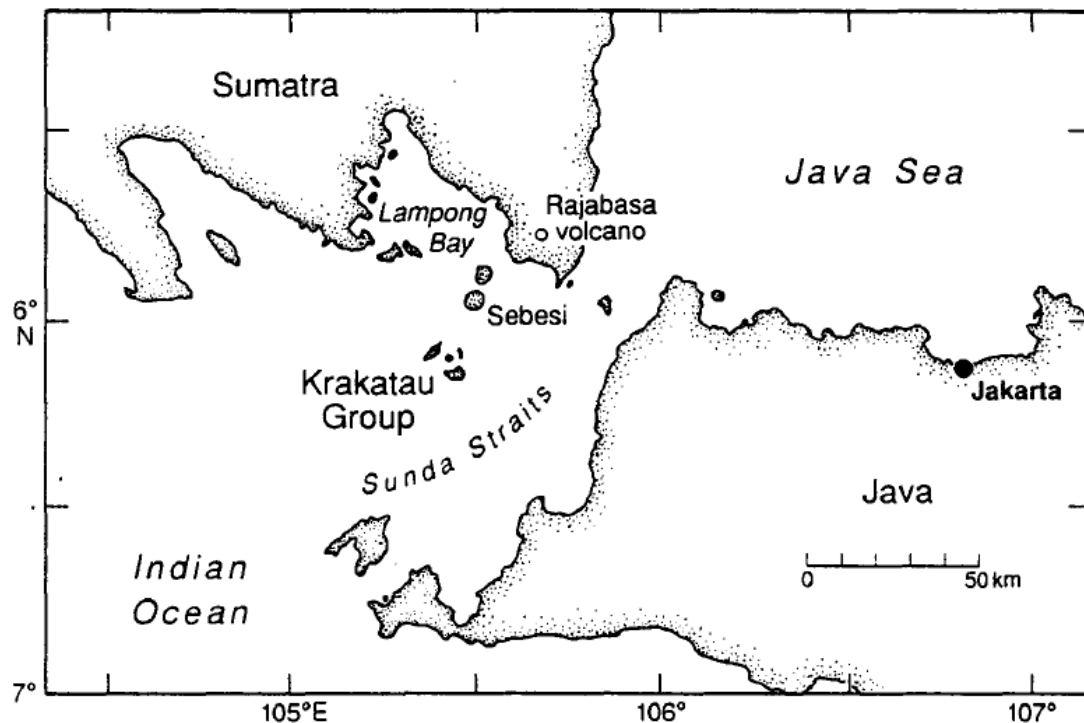 Sumatra
Java Sea
Rajabasa
volcano
Lampong
Bay
6°
N
Sebesi
Krakatau
Group
Sunda Straits
Jakarta
Java
Indian
Ocean
0 50 km
7°
105°E 106° 107°